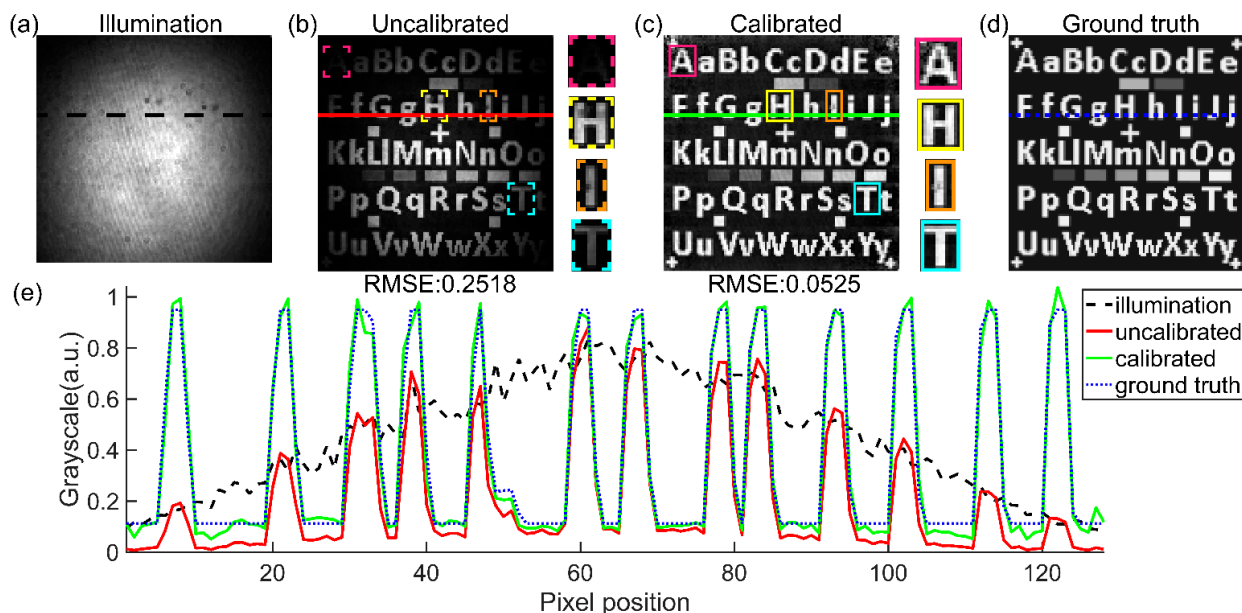 (a) Illumination (b) Uncalibrated (c) Calibrated (d) Ground truth
AaBbCcDdEe A AaBbCcDdEe A AaBbCcDdEe
FfGgHhIiJj H FfGgHhIiJj H FfGgHhIiJj
KkLlMmNnOo I KkLlMmNnOo I KkLlMmNnOo
PpQqRrSsTt T PpQqRrSsTt T PpQqRrSsTt
UuVvWwXxYy UuVvWwXxYy UuVvWwXxYy
RMSE:0.2518 RMSE:0.0525
(e)
illumination
uncalibrated
calibrated
ground truth
Grayscale(a.u.)
1
0.8
0.6
0.4
0.2
0
20 40 60 80 100 120
Pixel position